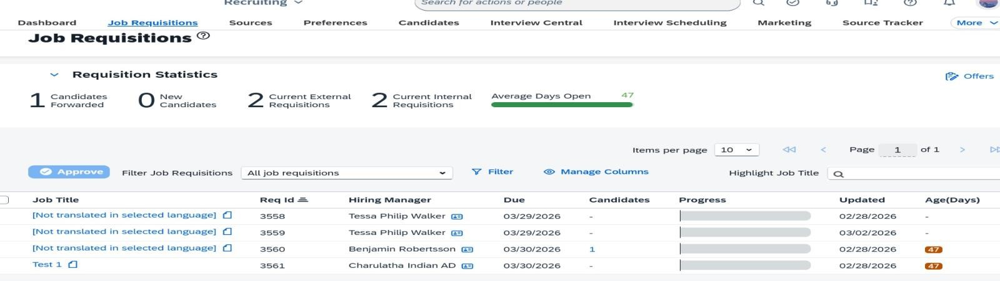 Recruiting Search for actions or people
Dashboard Job Requisitions Sources Preferences Candidates Interview Central Interview Scheduling Marketing Source Tracker More
Job Requisitions
Requisition Statistics
Offers
1 Candidates Forwarded 0 New Candidates 2 Current External Requisitions 2 Current Internal Requisitions Average Days Open 47
Items per page 10 Page 1 of 1
Approve Filter Job Requisitions All job requisitions Filter Manage Columns Highlight Job Title
Job Title Req Id Hiring Manager Due Candidates Progress Updated Age(Days)
[Not translated in selected language] 3558 Tessa Philip Walker 03/29/2026 - 02/28/2026 -
[Not translated in selected language] 3559 Tessa Philip Walker 03/29/2026 - 03/02/2026 -
[Not translated in selected language] 3560 Benjamin Robertsson 03/30/2026 1 02/28/2026 47
Test 1 3561 Charulatha Indian AD 03/30/2026 - 02/28/2026 47